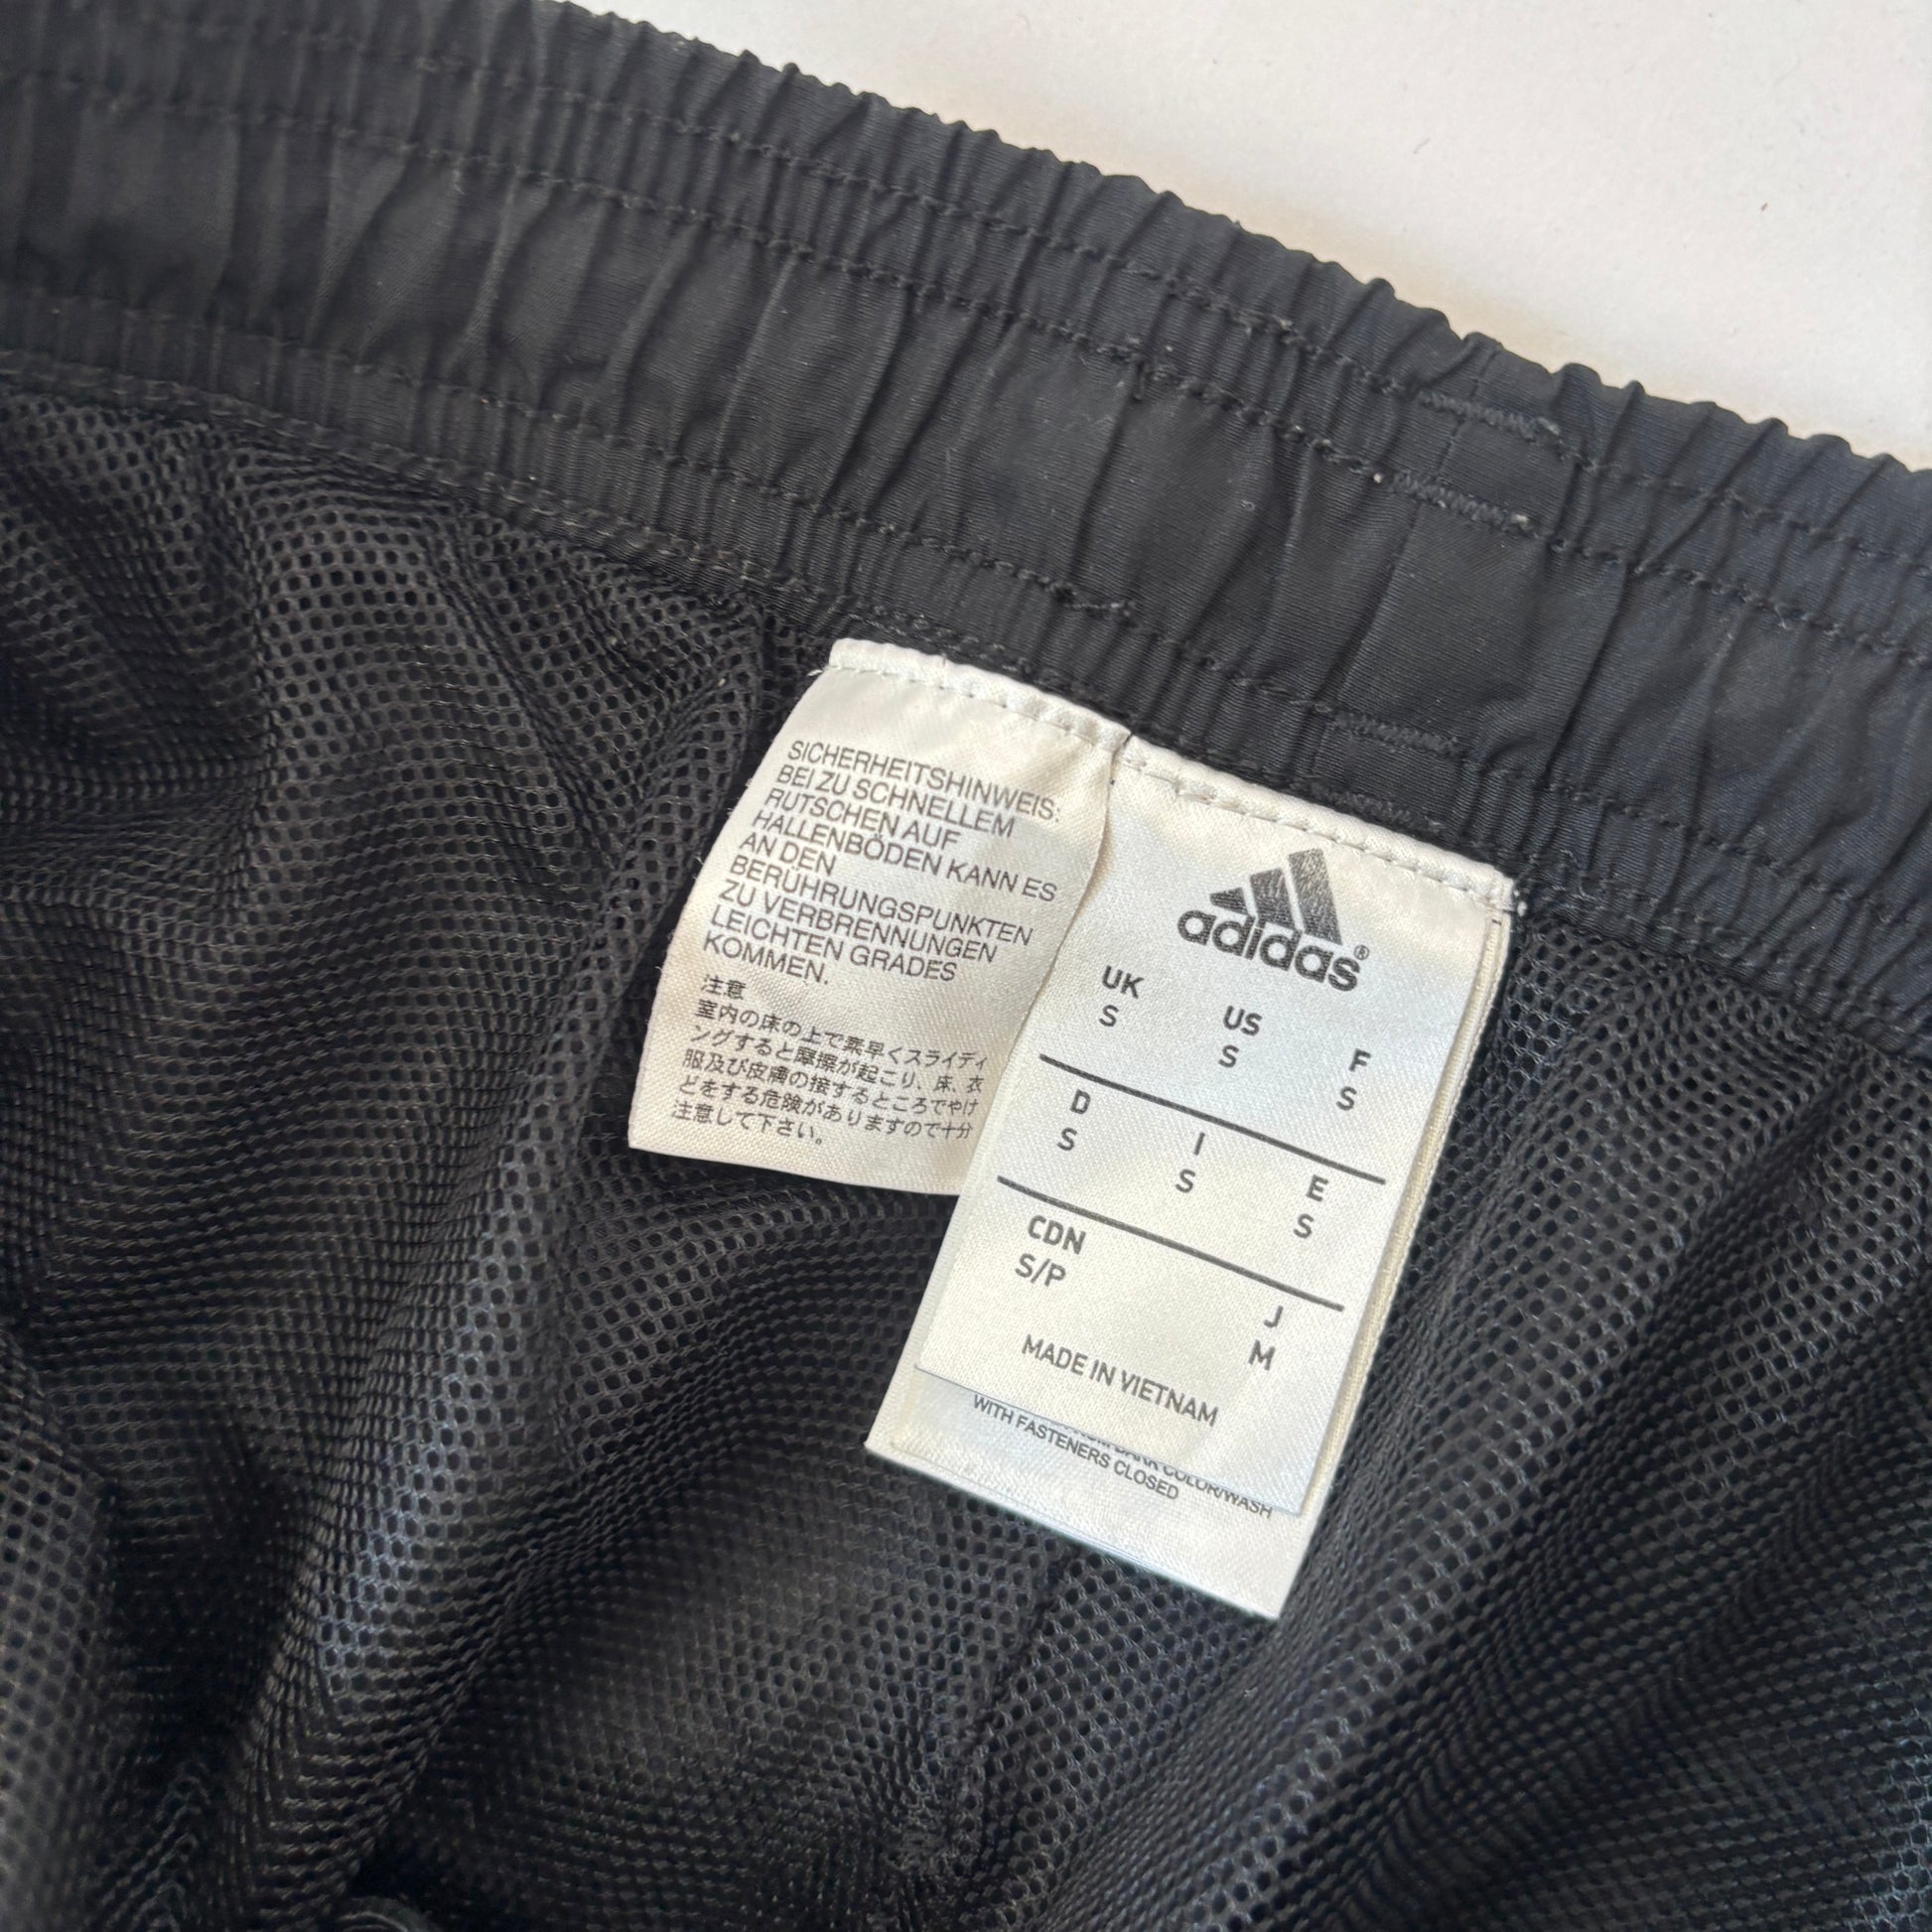 SICHERHEITSHINWEIS:
BEI ZU SCHNELLEM
RUTSCHEN AUF
HALLENBÖDEN KANN ES
AN DEN
BERÜHRUNGSPUNKTEN
ZU VERBRENNUNGEN
LEICHTEN GRADES
KOMMEN.
注意
室内の床の上で素早くスライディ
ングすると摩擦が起こり、床、衣
服及び皮膚の接するところでやけ
どをする危険がありますので十分
注意して下さい。
adidas®
UK US F
S S S
D I E
S S S
CDN J
S/P M
MADE IN VIETNAM
DARK COLOR/WASH
WITH FASTENERS CLOSED